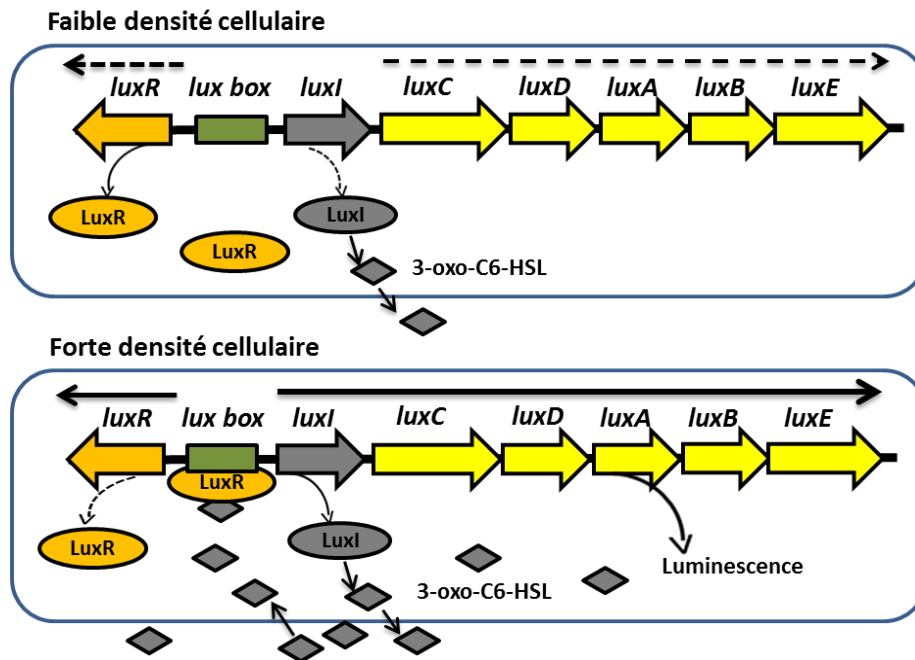 Faible densité cellulaire
luxR lux box luxI luxC luxD luxA luxB luxE
LuxR
LuxI
LuxR
3-oxo-C6-HSL
Forte densité cellulaire
luxR lux box luxI luxC luxD luxA luxB luxE
LuxR
LuxR
LuxI
Luminescence
3-oxo-C6-HSL